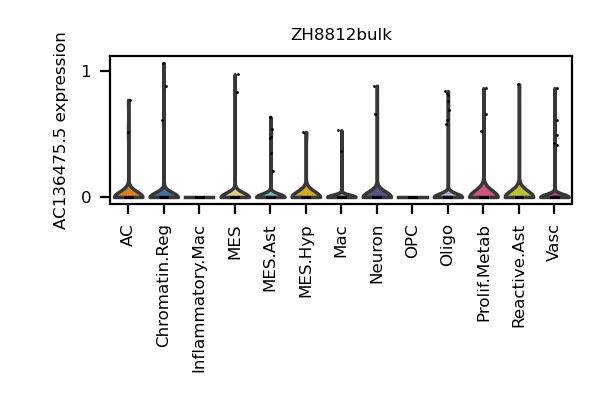 ZH8812bulk
AC136475.5 expression
1
0
AC
Chromatin.Reg
Inflammatory.Mac
MES
MES.Ast
MES.Hyp
Mac
Neuron
OPC
Oligo
Prolif.Metab
Reactive.Ast
Vasc